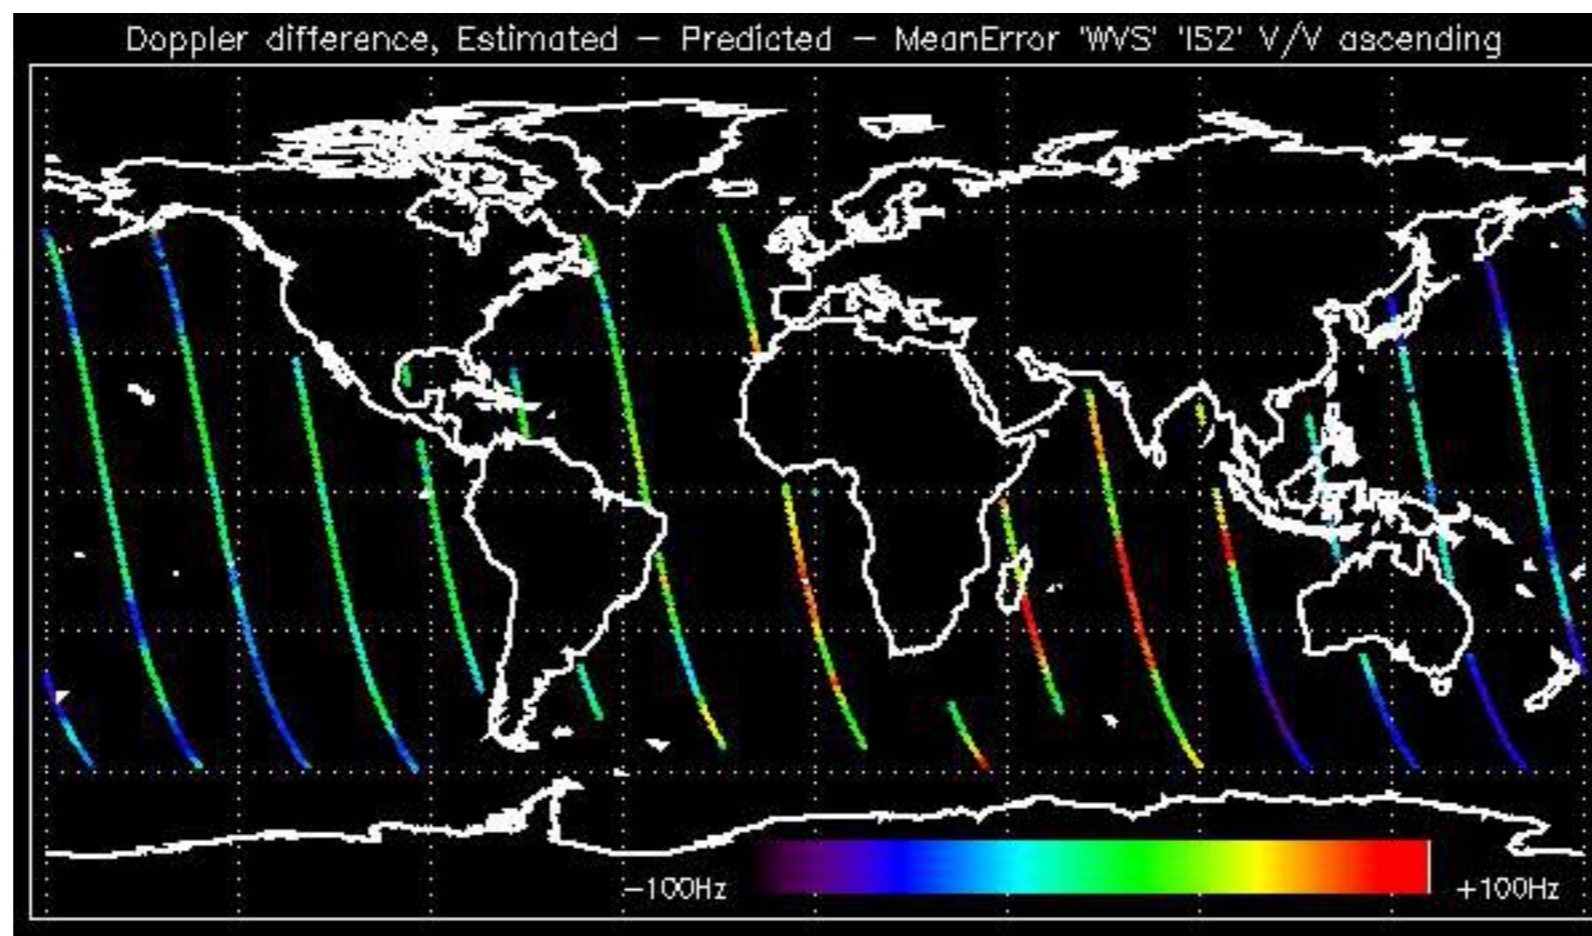 Doppler difference, Estimated – Predicted – MeanError 'WVS' 'IS2' V/V ascending
−100Hz
+100Hz